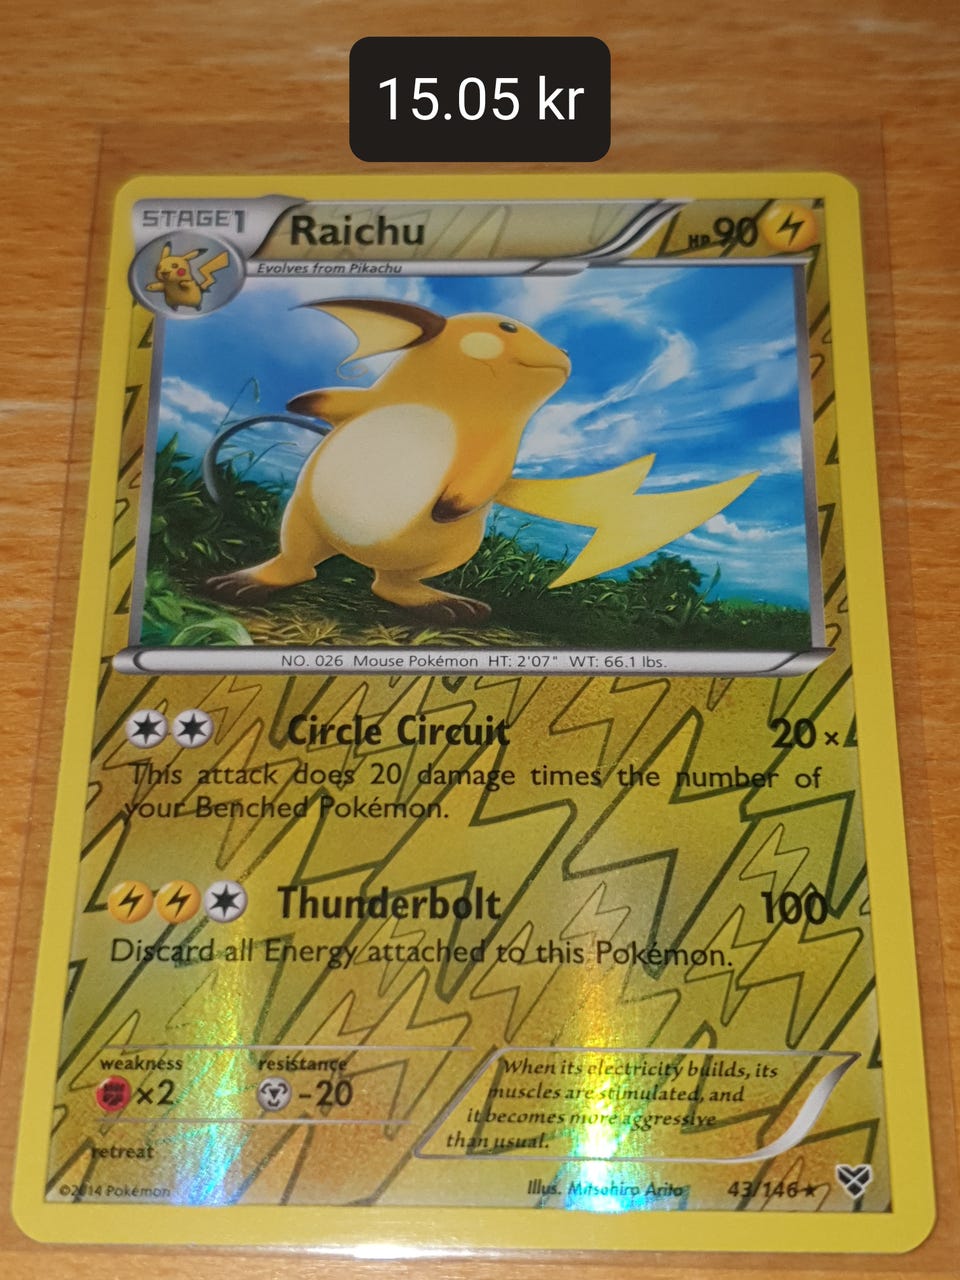 15.05 kr
STAGE1
Raichu
HP 90
Evolves from Pikachu
NO. 026 Mouse Pokémon HT: 2'07" WT: 66.1 lbs.
Circle Circuit 20×
This attack does 20 damage times the number of
your Benched Pokémon.
Thunderbolt 100
Discard all Energy attached to this Pokémon.
weakness resistance
×2 -20
retreat
When its electricity builds, its
muscles are stimulated, and
it becomes more aggressive
than usual.
©2014 Pokémon
Illus. Mitsuhiro Arita 43/146★